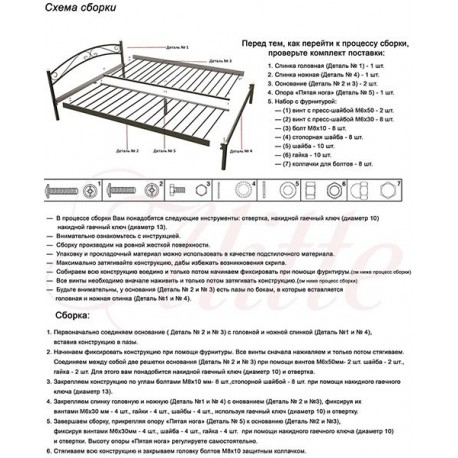 Схема сборки
Деталь № 1
Деталь № 2
Деталь № 3
Деталь № 5
Деталь № 4
Перед тем, как перейти к процессу сборки,
проверьте комплект поставки:
1. Спинка головная (Деталь № 1) - 1 шт.
2. Спинка ножная (Деталь № 4) - 1 шт.
3. Основание (Деталь № 2 и 3) - 2 шт.
4. Опора «Пятая нога» (Деталь № 5) - 1 шт.
5. Набор с фурнитурой:
— (1) винт с пресс-шайбой М6х50 - 2 шт.
— (2) винт с пресс-шайбой М6х30 - 8 шт.
— (3) болт М8х10 - 8 шт.
— (4) стопорная шайба - 8 шт.
— (5) шайба - 10 шт.
— (6) гайка - 10 шт.
— (7) колпачки для болтов - 8 шт.
1 2 3 4 5 6 7
— В процессе сборки Вам понадобятся следующие инструменты: отвертка, накидной гаечный ключ (диаметр 10)
накидной гаечный ключ (диаметр 13).
— Внимательно ознакомьтесь с инструкцией.
— Сборку производим на ровной жесткой поверхности.
— Упаковку и прокладочный материал можно использовать в качестве подстилочного материала.
— Максимально затягивайте конструкцию, дабы избежать возникновения скрипа.
— Собираем всю конструкцию воедино и только потом начинаем фиксировать при помощи фурнитуры.(см ниже процесс сборки)
— Все винты необходимо вначале наживить и только потом затягивать конструкцию.(см ниже процесс сборки)
— Будьте внимательны, у основания (Детали № 2 и № 3) есть пазы по бокам, в которые вставляется
головная и ножная спинка (Деталь №1 и № 4).
Сборка:
1. Первоначально соединяем основание ( Деталь № 2 и № 3) с головной и ножной спинкой (Деталь №1 и № 4),
вставив конструкцию в пазы.
2. Начинаем фиксировать конструкцию при помощи фурнитуры. Все винты сначала наживляем и только потом стягиваем.
Соединяем между собой две решетки основания (Деталь № 2 и № 3) при помощи винтов М6х50мм- 2 шт. шайба - 2 шт.,
гайка - 2 шт. Для этого вам понадобится накидной гаечный ключ (диаметр 10) и отвертка.
3. Закрепляем конструкцию по углам болтами М8х10 мм- 8 шт.,стопорной шайбой - 8 шт. при помощи накидного гаечного
ключа (диаметр 13).
4. Закрепляем спинку головную и ножную (Деталь №1 и № 4) с онованием (Деталь № 2 и №3), фиксируя их
винтами М6х30 мм - 4 шт., гайки - 4 шт., шайбы - 4 шт., используя гаечный ключ (диаметр 10) и отвертку.
5. Завершаем сборку, прикрепляя опору «Пятая нога» (Деталь № 5) к основанию (Деталь №2 и №3),
фиксируя винтами М6х30мм - 4 шт., шайба - 4 шт., гайка - 4 шт. при помощи накидного гаечного ключа (диаметр 10)
и отвертки. Высоту опоры «Пятая нога» регулируете самостоятельно.
6. Стягиваем всю конструкцию и закрываем головку болтов М8х10 защитным колпачком.